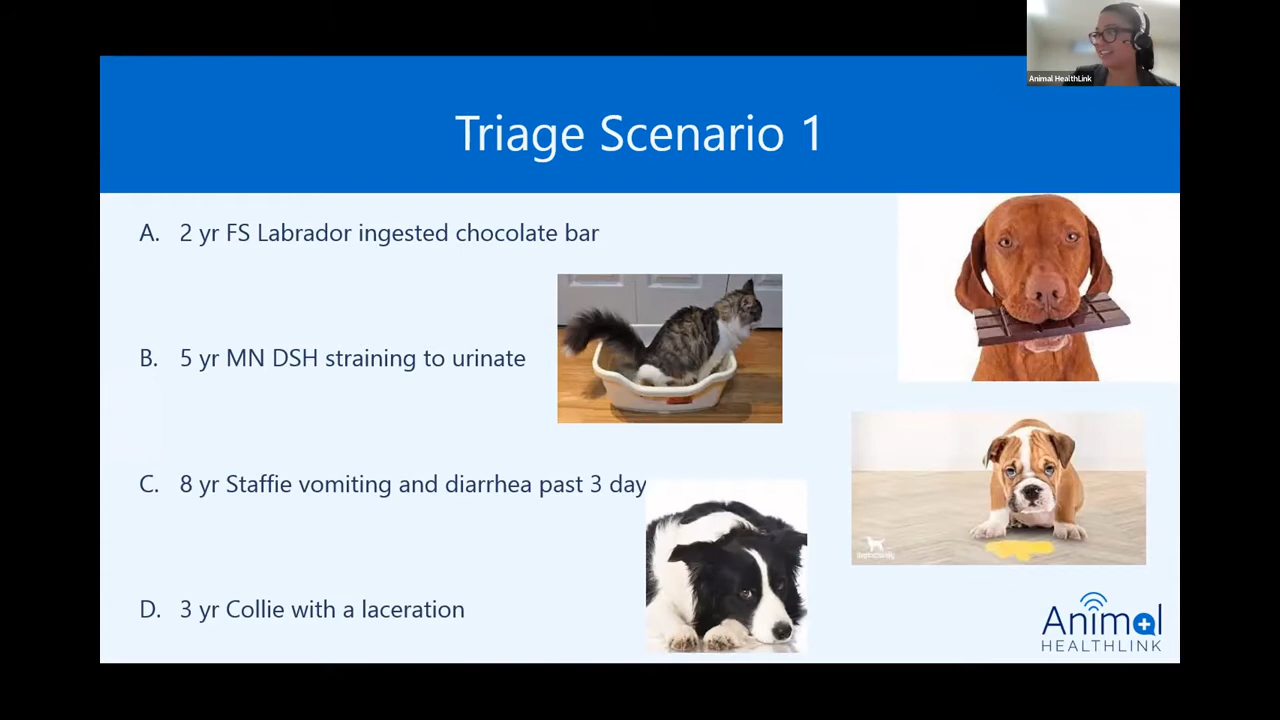 Animal HealthLink
Triage Scenario 1
A. 2 yr FS Labrador ingested chocolate bar
B. 5 yr MN DSH straining to urinate
C. 8 yr Staffie vomiting and diarrhea past 3 day
D. 3 yr Collie with a laceration
Animal
HEALTHLINK